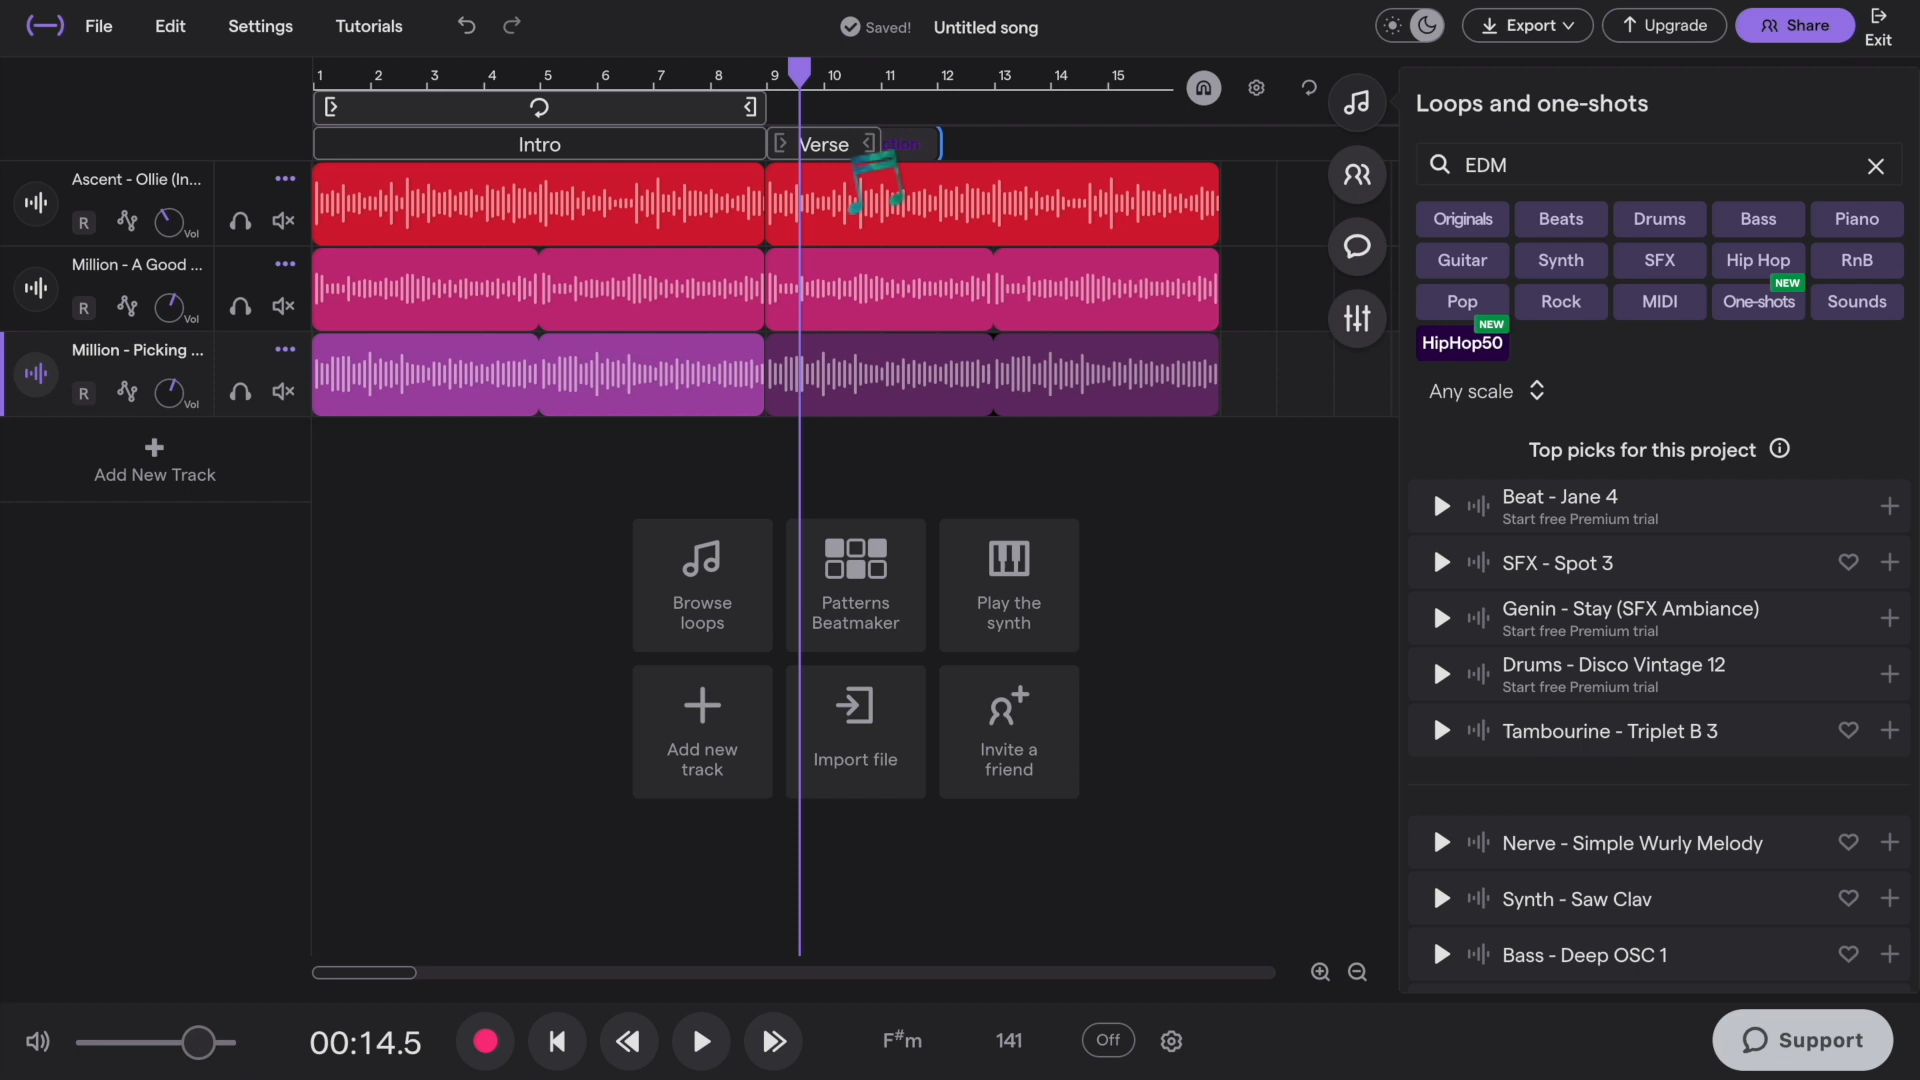 File Edit Settings Tutorials Saved! Untitled song Export Upgrade Share Exit
1 2 3 4 5 6 7 8 9 10 11 12 13 14 15
Intro Verse
Ascent - Ollie (In...
R Vol
Million - A Good ...
R Vol
Million - Picking ...
R Vol
Add New Track
Browse
loops
Patterns
Beatmaker
Play the
synth
Add new
track
Import file
Invite a
friend
Loops and one-shots
EDM
Originals Beats Drums Bass Piano
Guitar Synth SFX Hip Hop RnB
NEW
Pop Rock MIDI One-shots Sounds
NEW
HipHop50
Any scale
Top picks for this project
Beat - Jane 4
Start free Premium trial
SFX - Spot 3
Genin - Stay (SFX Ambiance)
Start free Premium trial
Drums - Disco Vintage 12
Start free Premium trial
Tambourine - Triplet B 3
Nerve - Simple Wurly Melody
Synth - Saw Clav
Bass - Deep OSC 1
00:14.5 F#m 141 Off Support